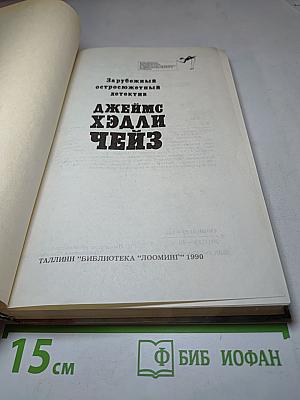 Зарубежный
остросюжетный
детектив
ДЖЕЙМС
ХЭДЛИ
ЧЕЙЗ
ТАЛЛИНН "БИБЛИОТЕКА "ЛООМИНГ" 1990
15 см
Ф БИБ ИОФАН